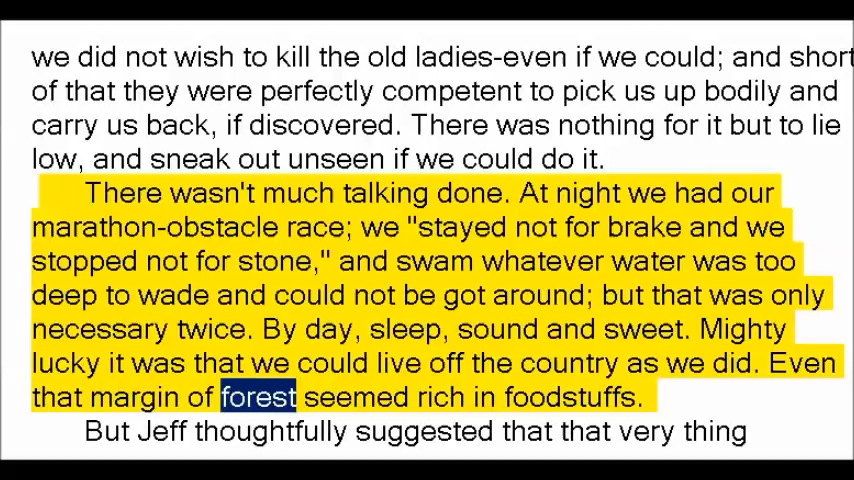 we did not wish to kill the old ladies-even if we could; and short
of that they were perfectly competent to pick us up bodily and
carry us back, if discovered. There was nothing for it but to lie
low, and sneak out unseen if we could do it.
There wasn't much talking done. At night we had our
marathon-obstacle race; we "stayed not for brake and we
stopped not for stone," and swam whatever water was too
deep to wade and could not be got around; but that was only
necessary twice. By day, sleep, sound and sweet. Mighty
lucky it was that we could live off the country as we did. Even
that margin of forest seemed rich in foodstuffs.
But Jeff thoughtfully suggested that that very thing